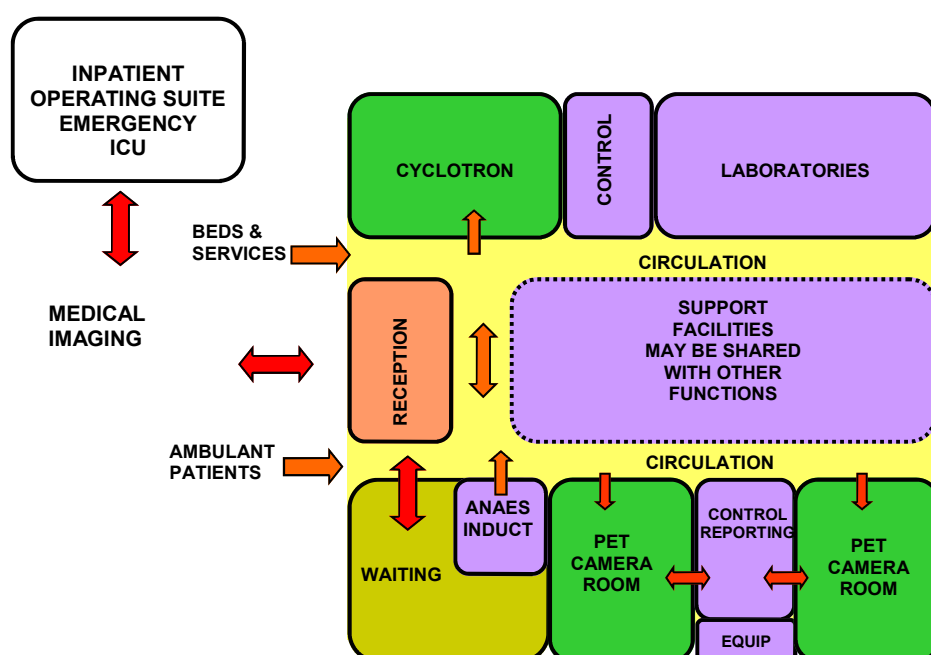 INPATIENT
OPERATING SUITE
EMERGENCY
ICU
CYCLOTRON
CONTROL
LABORATORIES
BEDS &
SERVICES
CIRCULATION
MEDICAL
IMAGING
RECEPTION
SUPPORT
FACILITIES
MAY BE SHARED
WITH OTHER
FUNCTIONS
AMBULANT
PATIENTS
CIRCULATION
WAITING
ANAES
INDUCT
PET
CAMERA
ROOM
CONTROL
REPORTING
PET
CAMERA
ROOM
EQUIP